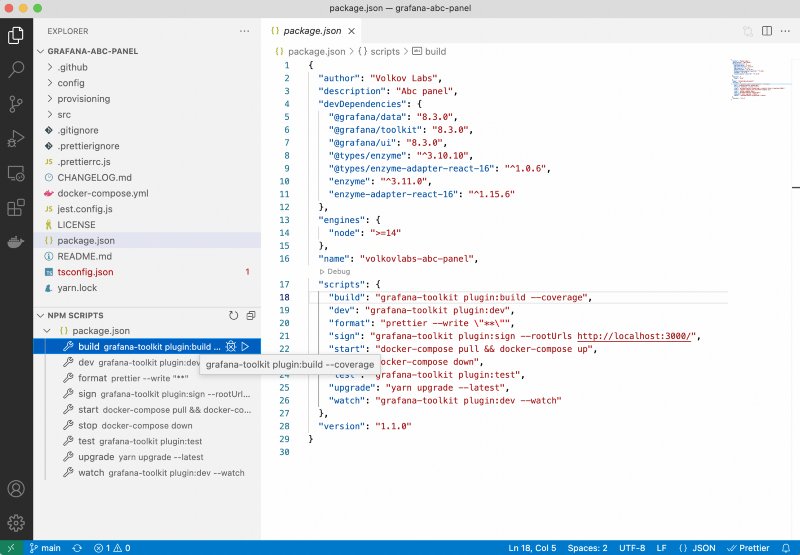 package.json — grafana-abc-panel
EXPLORER
GRAFANA-ABC-PANEL
.github
config
provisioning
src
.gitignore
.prettierignore
JS .prettierrc.js
CHANGELOG.md
docker-compose.yml
JS jest.config.js
LICENSE
{} package.json
README.md
tsconfig.json 1
yarn.lock
NPM SCRIPTS
{} package.json
build grafana-toolkit plugin:build ...
dev grafana-toolkit plugin:dev
format prettier --write "**"
sign grafana-toolkit plugin:sign --rootUrl...
start docker-compose pull && docker-co...
stop docker-compose down
test grafana-toolkit plugin:test
upgrade yarn upgrade --latest
watch grafana-toolkit plugin:dev --watch
grafana-toolkit plugin:build --coverage
{} package.json ×
{} package.json > {} scripts > build
1 {
2 "author": "Volkov Labs",
3 "description": "Abc panel",
4 "devDependencies": {
5 "@grafana/data": "8.3.0",
6 "@grafana/toolkit": "8.3.0",
7 "@grafana/ui": "8.3.0",
8 "@types/enzyme": "^3.10.10",
9 "@types/enzyme-adapter-react-16": "^1.0.6",
10 "enzyme": "^3.11.0",
11 "enzyme-adapter-react-16": "^1.15.6"
12 },
13 "engines": {
14 "node": ">=14"
15 },
16 "name": "volkovlabs-abc-panel",
Debug
17 "scripts": {
18 "build": "grafana-toolkit plugin:build --coverage",
19 "dev": "grafana-toolkit plugin:dev",
20 "format": "prettier --write \"**\"",
21 "sign": "grafana-toolkit plugin:sign --rootUrls http://localhost:3000/",
22 "start": "docker-compose pull && docker-compose up",
docker-compose down",
24 "test": "grafana-toolkit plugin:test",
25 "upgrade": "yarn upgrade --latest",
26 "watch": "grafana-toolkit plugin:dev --watch"
27 },
28 "version": "1.1.0"
29 }
30
main 1 0 Ln 18, Col 5 Spaces: 2 UTF-8 LF {} JSON Prettier